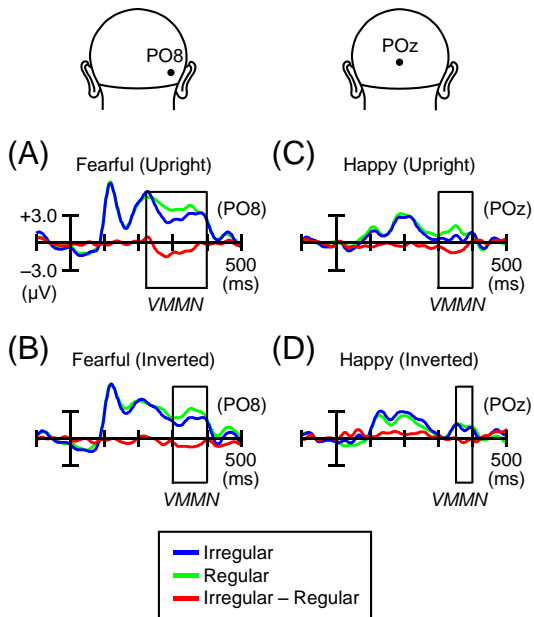 PO8
POz
(A)
Fearful (Upright)
+3.0
–3.0
(µV)
(PO8)
500
(ms)
VMMN
(C)
Happy (Upright)
(POz)
500
(ms)
VMMN
(B)
Fearful (Inverted)
(PO8)
500
(ms)
VMMN
(D)
Happy (Inverted)
(POz)
500
(ms)
VMMN
Irregular
Regular
Irregular – Regular